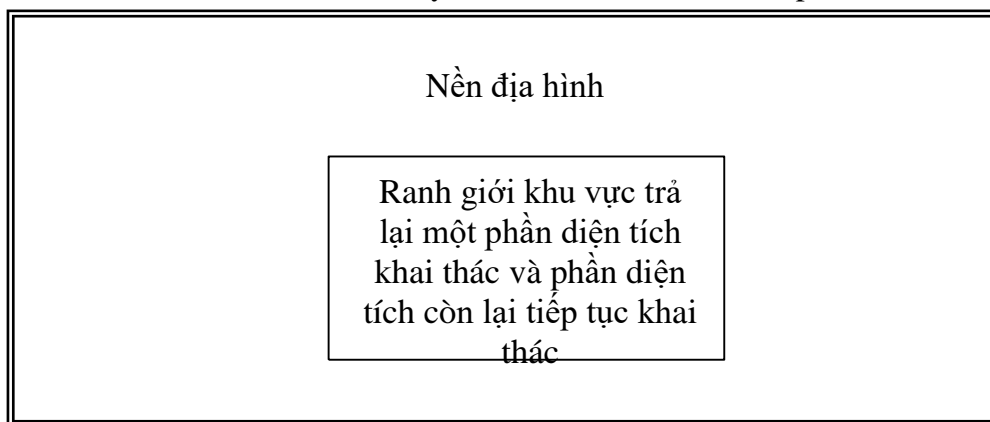 Nền địa hình
Ranh giới khu vực trả
lại một phần diện tích
khai thác và phần diện
tích còn lại tiếp tục khai
thác